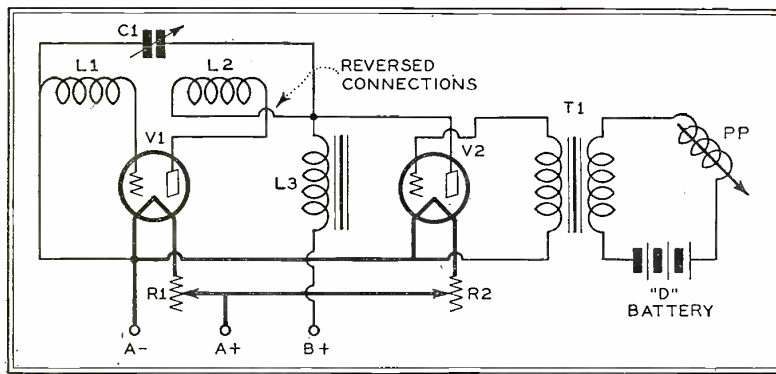 C1
L1
L2
REVERSED
CONNECTIONS
T1
PP
V1
V2
L3
R1
R2
"D"
BATTERY
A-
A+
B+